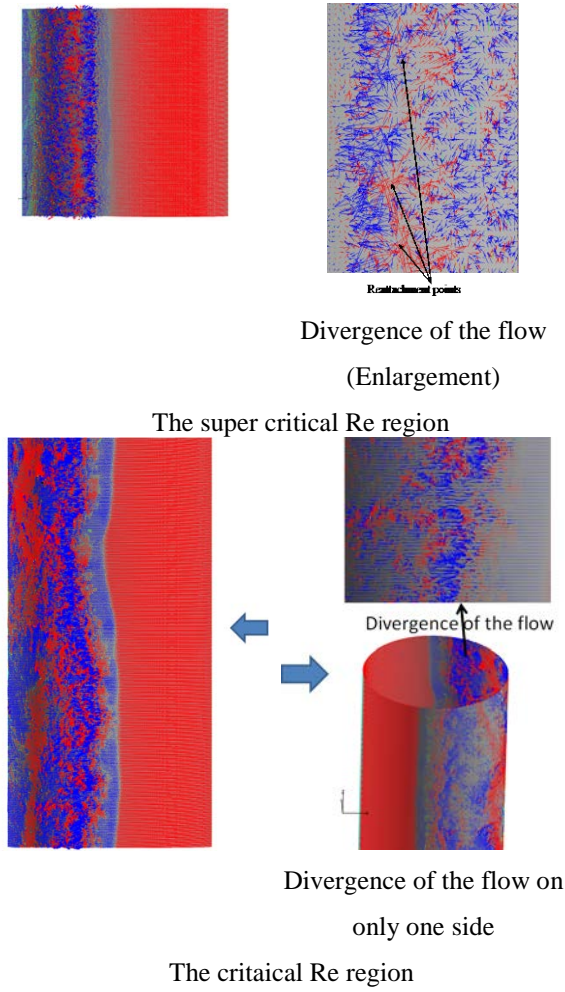 Reattachment points
Divergence of the flow
(Enlargement)
The super critical Re region
Divergence of the flow
Divergence of the flow on
only one side
The critaical Re region